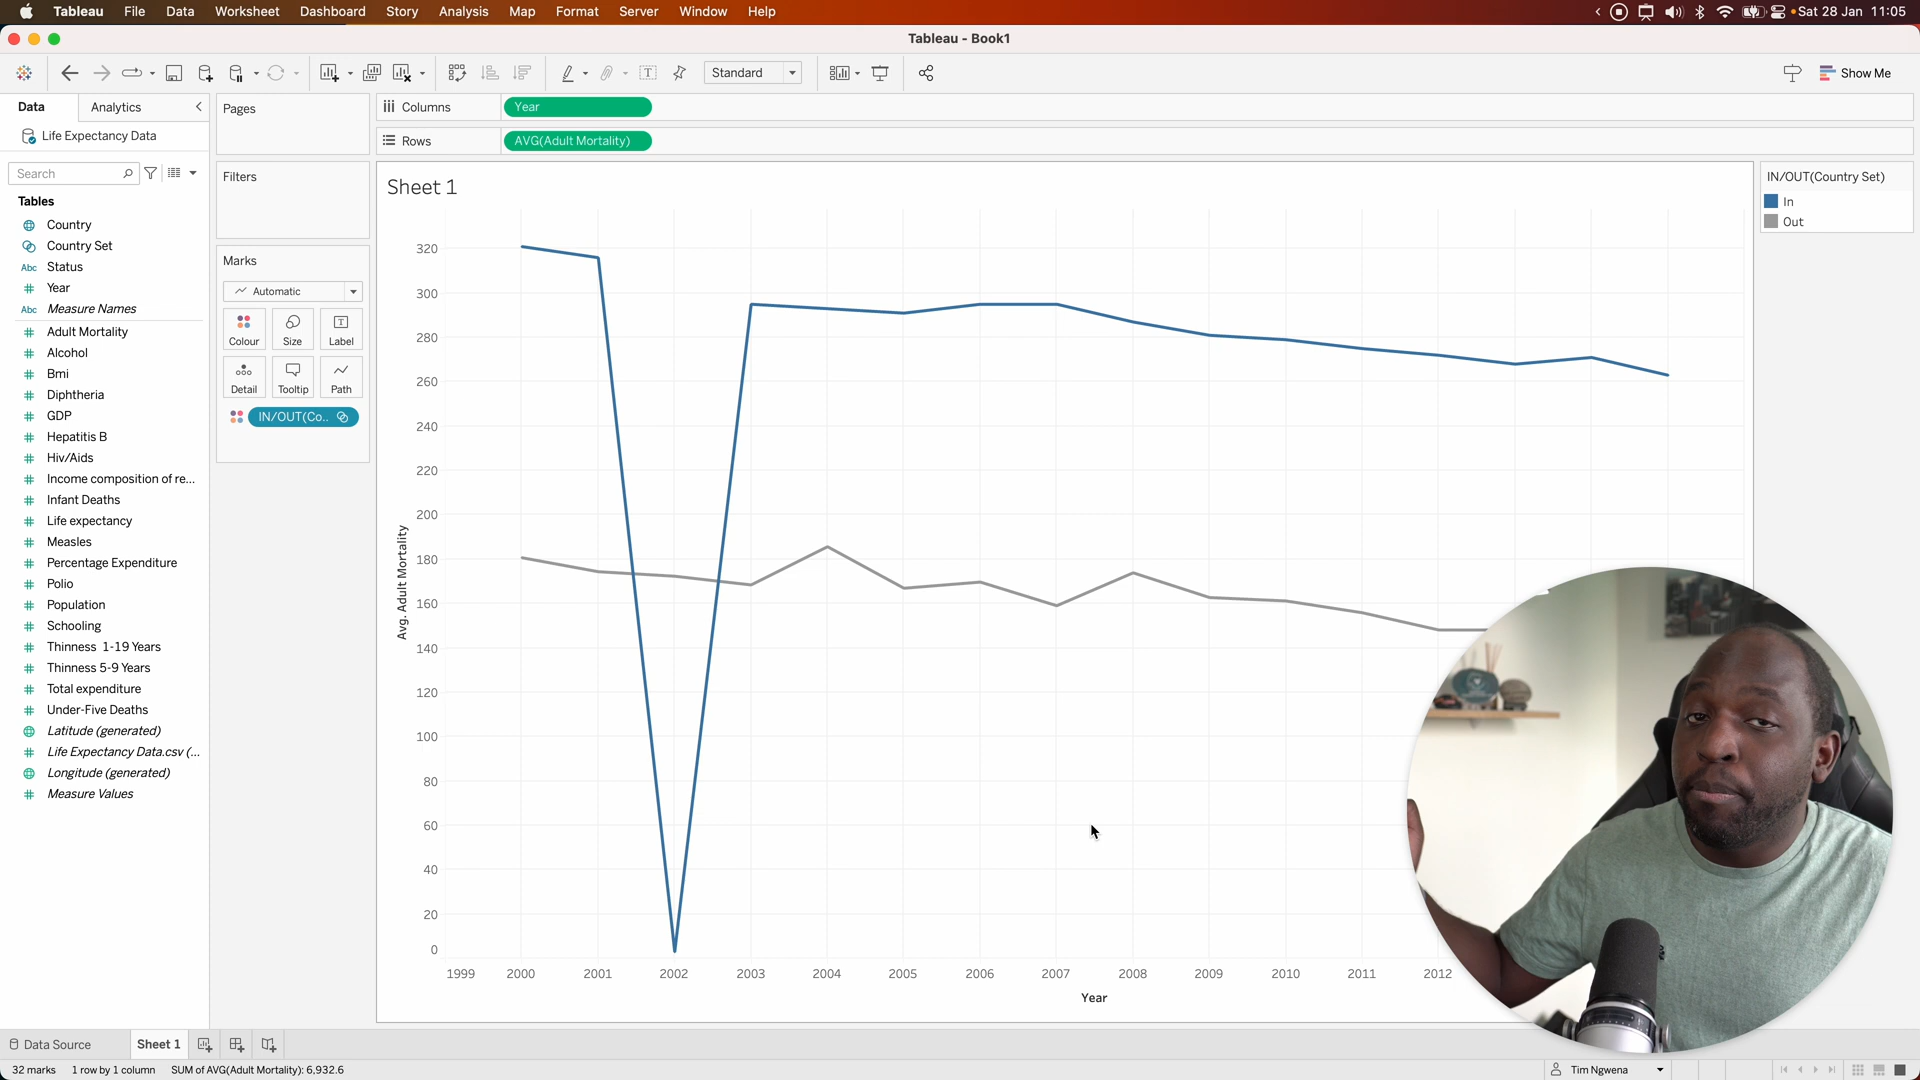 Tableau File Data Worksheet Dashboard Story Analysis Map Format Server Window Help Sat 28 Jan 11:05
Tableau - Book1
Standard Show Me
Data Analytics
Life Expectancy Data
Search
Tables
Country
Country Set
Abc Status
Year
Abc Measure Names
Adult Mortality
Alcohol
Bmi
Diphtheria
GDP
Hepatitis B
Hiv/Aids
Income composition of re...
Infant Deaths
Life expectancy
Measles
Percentage Expenditure
Polio
Population
Schooling
Thinness 1-19 Years
Thinness 5-9 Years
Total expenditure
Under-Five Deaths
Latitude (generated)
Life Expectancy Data.csv (...
Longitude (generated)
Measure Values
Pages
Filters
Marks
Automatic
Colour Size Label
Detail Tooltip Path
IN/OUT(Co..
Columns Year
Rows AVG(Adult Mortality)
Sheet 1
320
300
280
260
240
220
200
180
160
140
120
100
80
60
40
20
0
Avg. Adult Mortality
1999 2000 2001 2002 2003 2004 2005 2006 2007 2008 2009 2010 2011 2012
Year
IN/OUT(Country Set)
In
Out
Data Source Sheet 1
32 marks 1 row by 1 column SUM of AVG(Adult Mortality): 6,932.6 Tim Ngwena